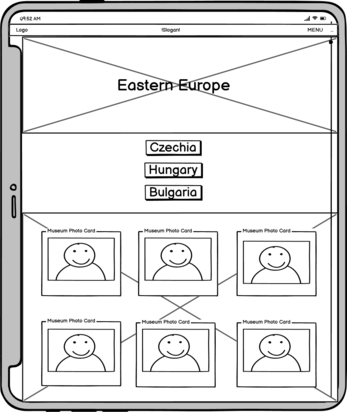 09:52 AM
Logo !Slogan! MENU
Eastern Europe
Czechia
Hungary
Bulgaria
Museum Photo Card Museum Photo Card Museum Photo Card
Museum Photo Card Museum Photo Card Museum Photo Card